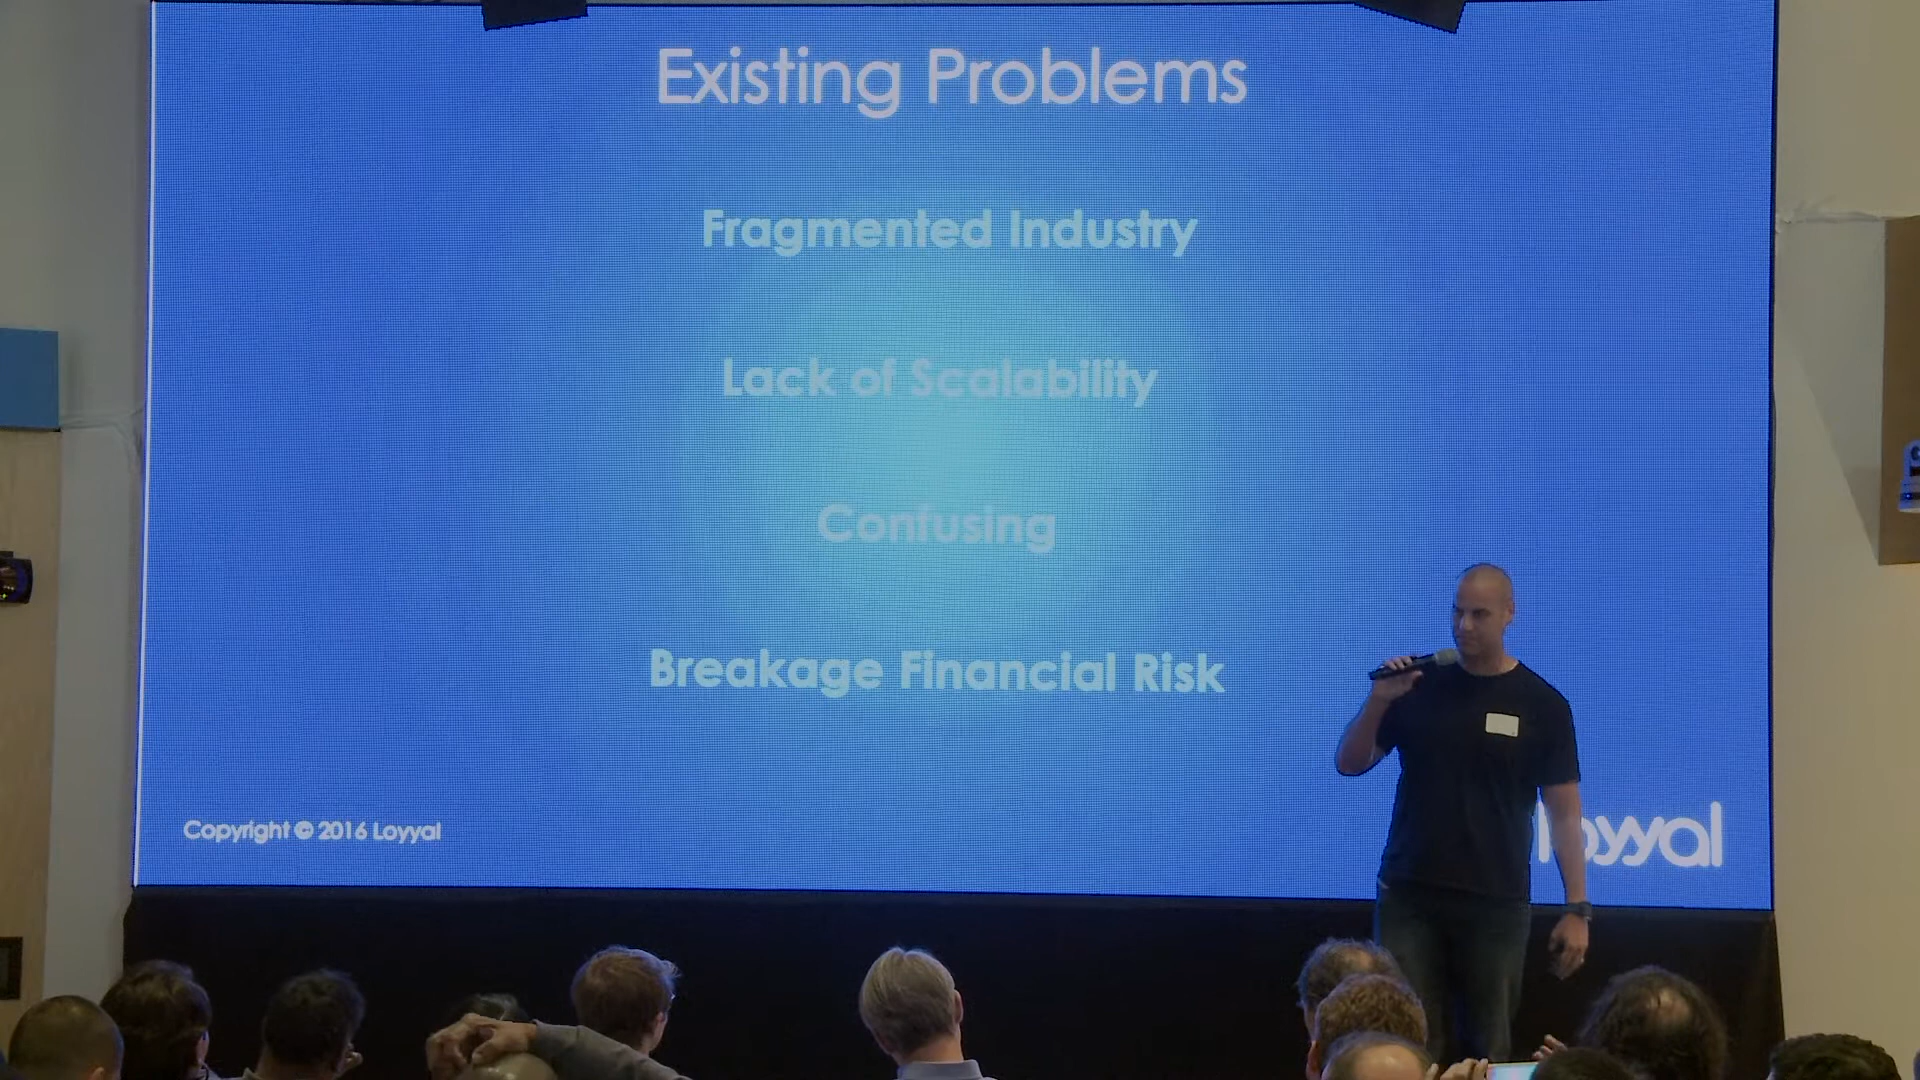 Existing Problems
Fragmented Industry
Lack of Scalability
Confusing
Breakage Financial Risk
Copyright © 2016 Loyyal
loyyal